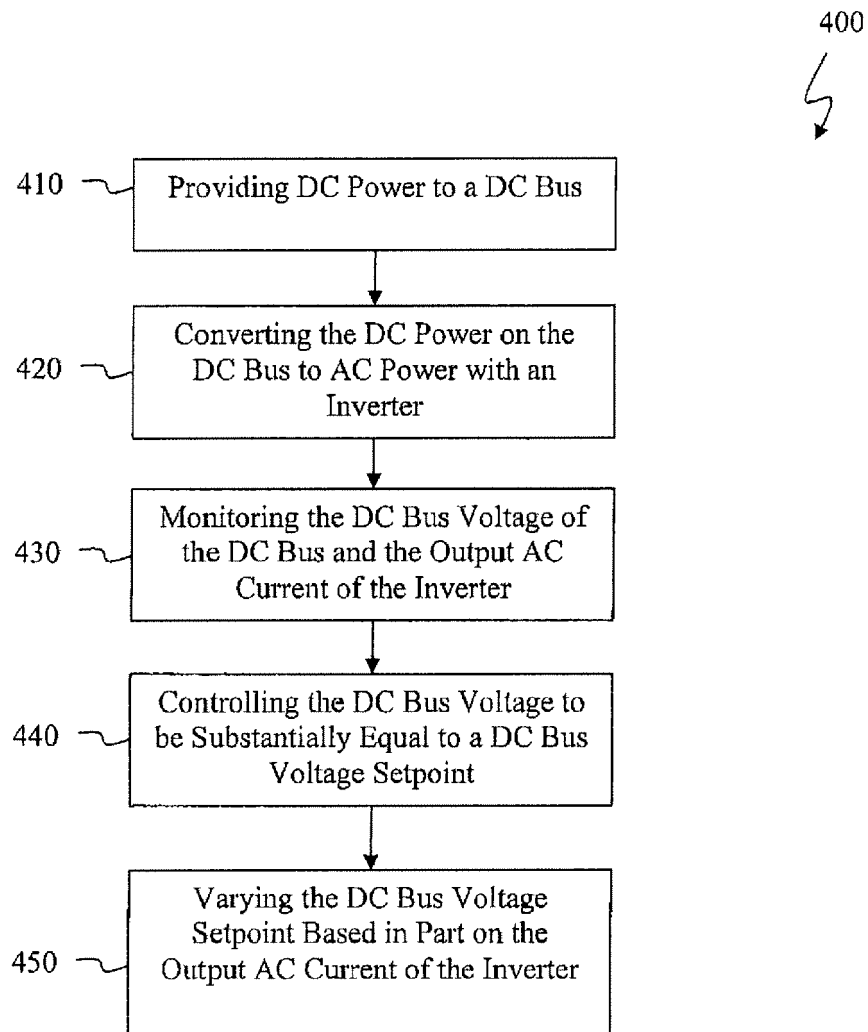 400
410
Providing DC Power to a DC Bus
420
Converting the DC Power on the
DC Bus to AC Power with an
Inverter
430
Monitoring the DC Bus Voltage of
the DC Bus and the Output AC
Current of the Inverter
440
Controlling the DC Bus Voltage to
be Substantially Equal to a DC Bus
Voltage Setpoint
450
Varying the DC Bus Voltage
Setpoint Based in Part on the
Output AC Current of the Inverter